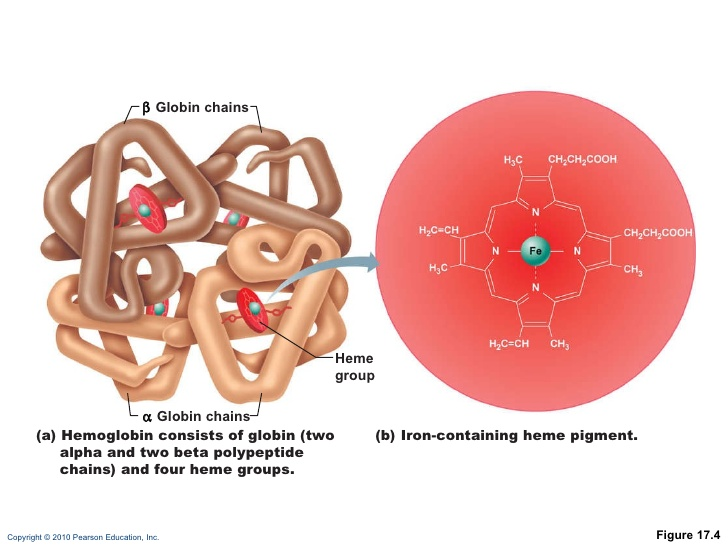 β Globin chains
H₃C
CH₂CH₂COOH
N
H₂C=CH
CH₂CH₂COOH
N
Fe
N
H₃C
CH₃
N
H₂C=CH
CH₃
Heme
group
α Globin chains
(a) Hemoglobin consists of globin (two
alpha and two beta polypeptide
chains) and four heme groups.
(b) Iron-containing heme pigment.
Copyright © 2010 Pearson Education, Inc.
Figure 17.4